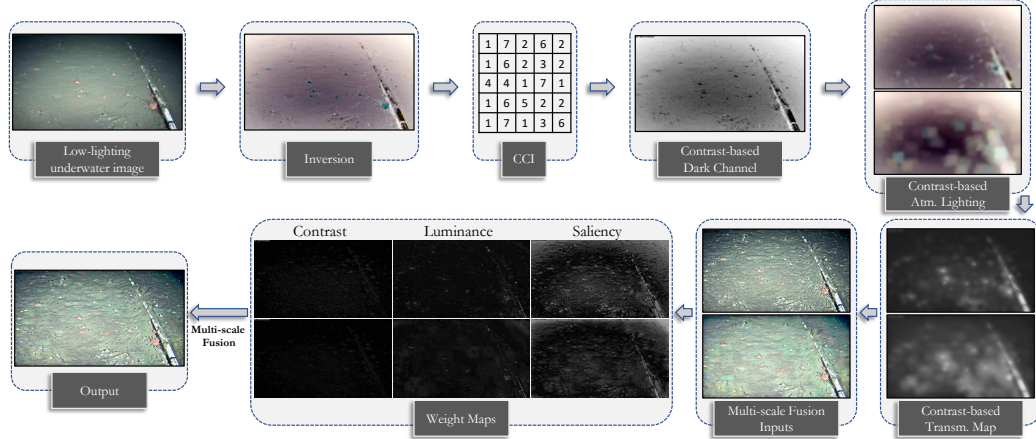 Low-lighting
underwater image
Inversion
1 7 2 6 2
1 6 2 3 2
4 4 1 7 1
1 6 5 2 2
1 7 1 3 6
CCI
Contrast-based
Dark Channel
Contrast-based
Atm. Lighting
Contrast Luminance Saliency
Multi-scale
Fusion
Output
Weight Maps
Multi-scale Fusion
Inputs
Contrast-based
Transm. Map